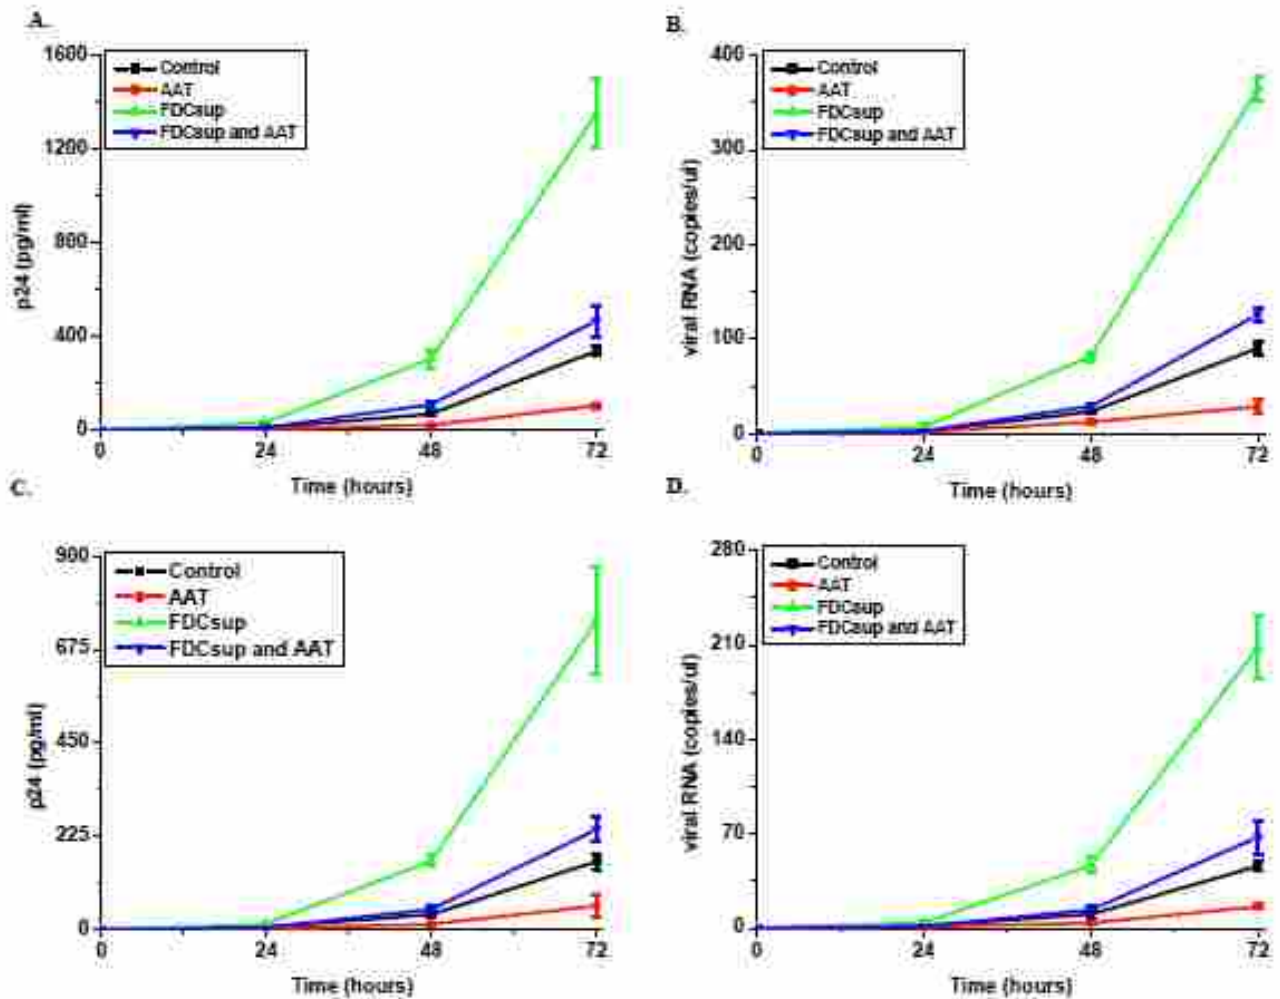 A.
1600
1200
800
400
0
p24 (pg/ml)
Control
AAT
FDCsup
FDCsup and AAT
0 24 48 72
Time (hours)
B.
400
300
200
100
0
viral RNA (copies/ul)
Control
AAT
FDCsup
FDCsup and AAT
0 24 48 72
Time (hours)
C.
900
675
450
225
0
p24 (pg/ml)
Control
AAT
FDCsup
FDCsup and AAT
0 24 48 72
Time (hours)
D.
280
210
140
70
0
viral RNA (copies/ul)
Control
AAT
FDCsup
FDCsup and AAT
0 24 48 72
Time (hours)